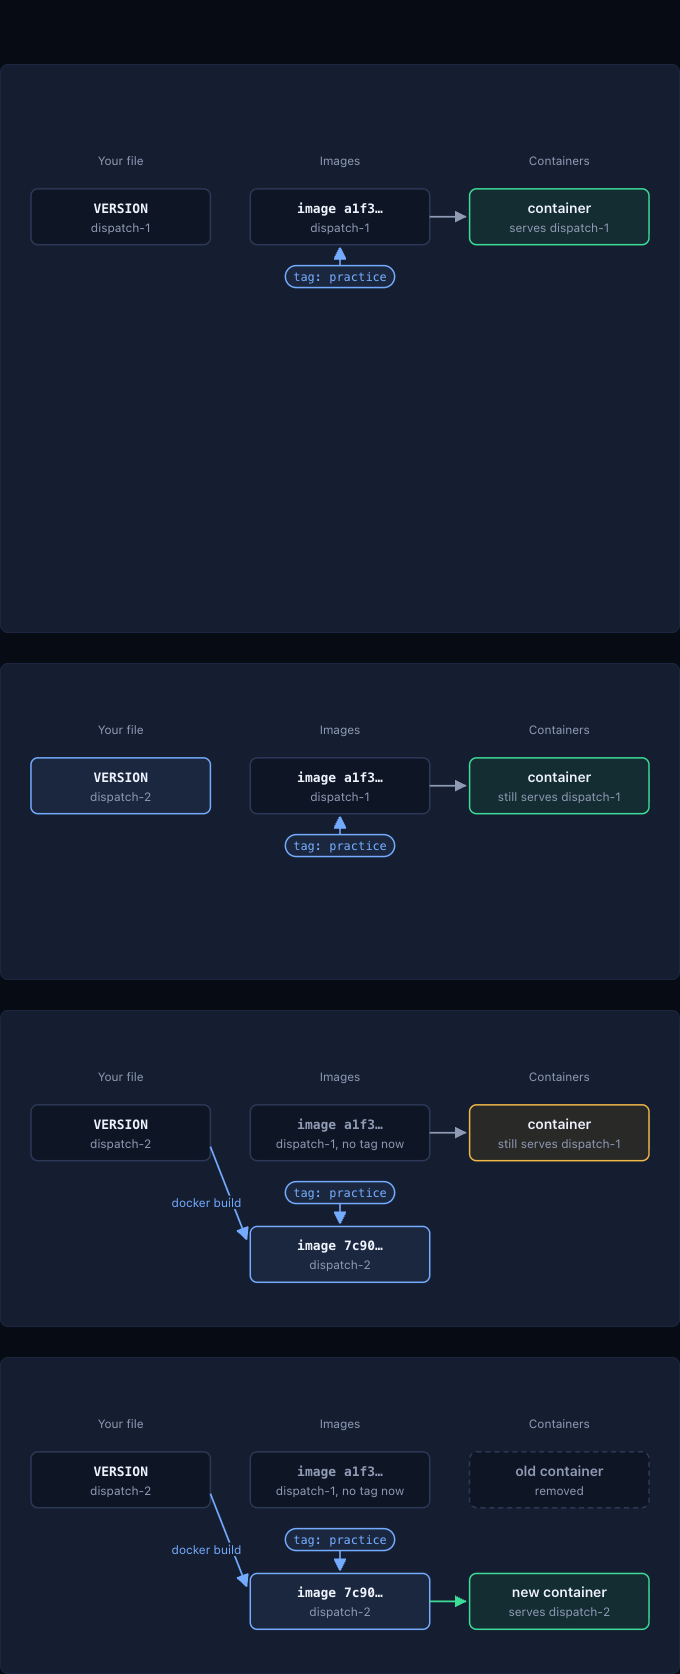 Your file
Images
Containers
VERSION
dispatch-1
image a1f3…
dispatch-1
container
serves dispatch-1
tag: practice
Your file
Images
Containers
VERSION
dispatch-2
image a1f3…
dispatch-1
container
still serves dispatch-1
tag: practice
Your file
Images
Containers
VERSION
dispatch-2
image a1f3…
dispatch-1, no tag now
container
still serves dispatch-1
tag: practice
docker build
image 7c90…
dispatch-2
Your file
Images
Containers
VERSION
dispatch-2
image a1f3…
dispatch-1, no tag now
old container
removed
tag: practice
docker build
image 7c90…
dispatch-2
new container
serves dispatch-2